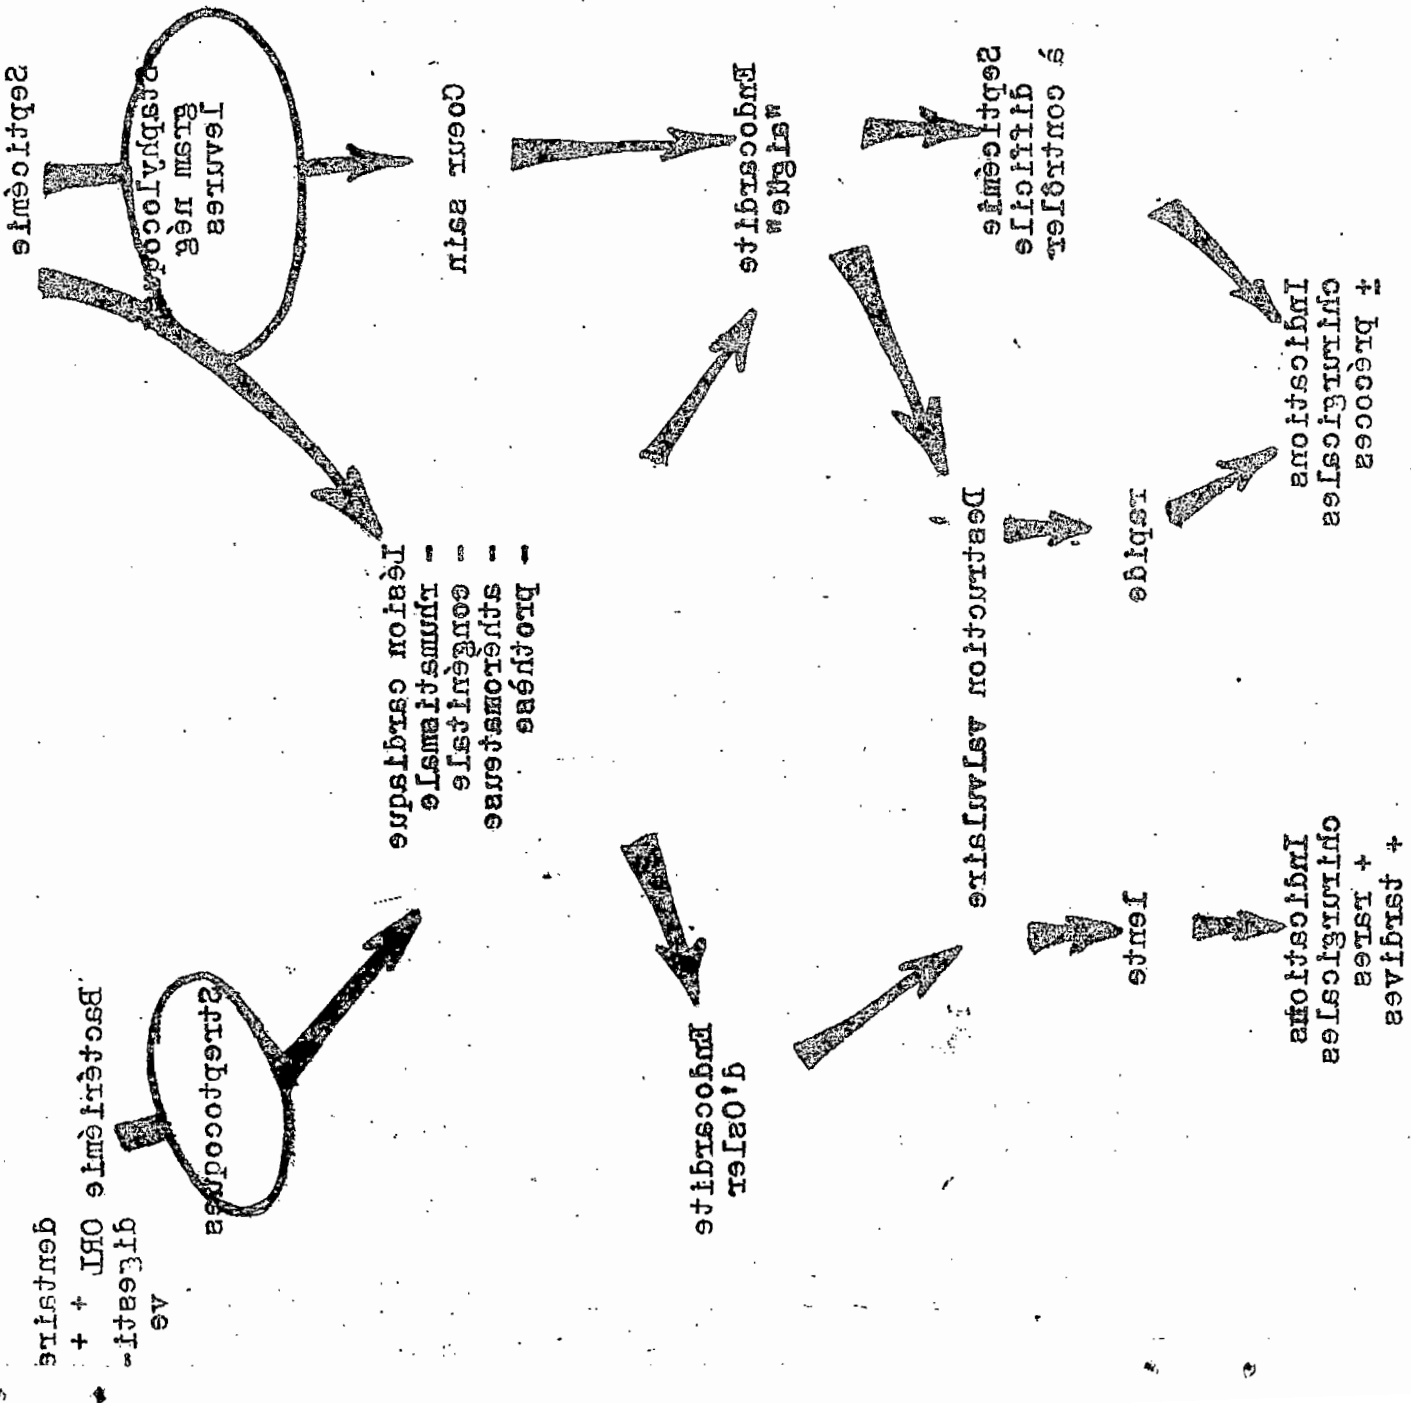 Septicémie
Staphylocoques
gram nég
levures
Coeur sain
Endocardite
"aigüe"
Septicémie
difficile
à contrôler
Indications
chirurgicales
± précoces
Lésion cardiaque
- rhumatismale
- congénitale
- athéromateuse
- prothèse
Destruction valvulaire
rapide
Bactériémie
dentaire
+ ORL +
digesti-
ve
Streptocoques
Endocardite
d'Osler
lente
Indications
chirurgicales
+ rares
+ tardives